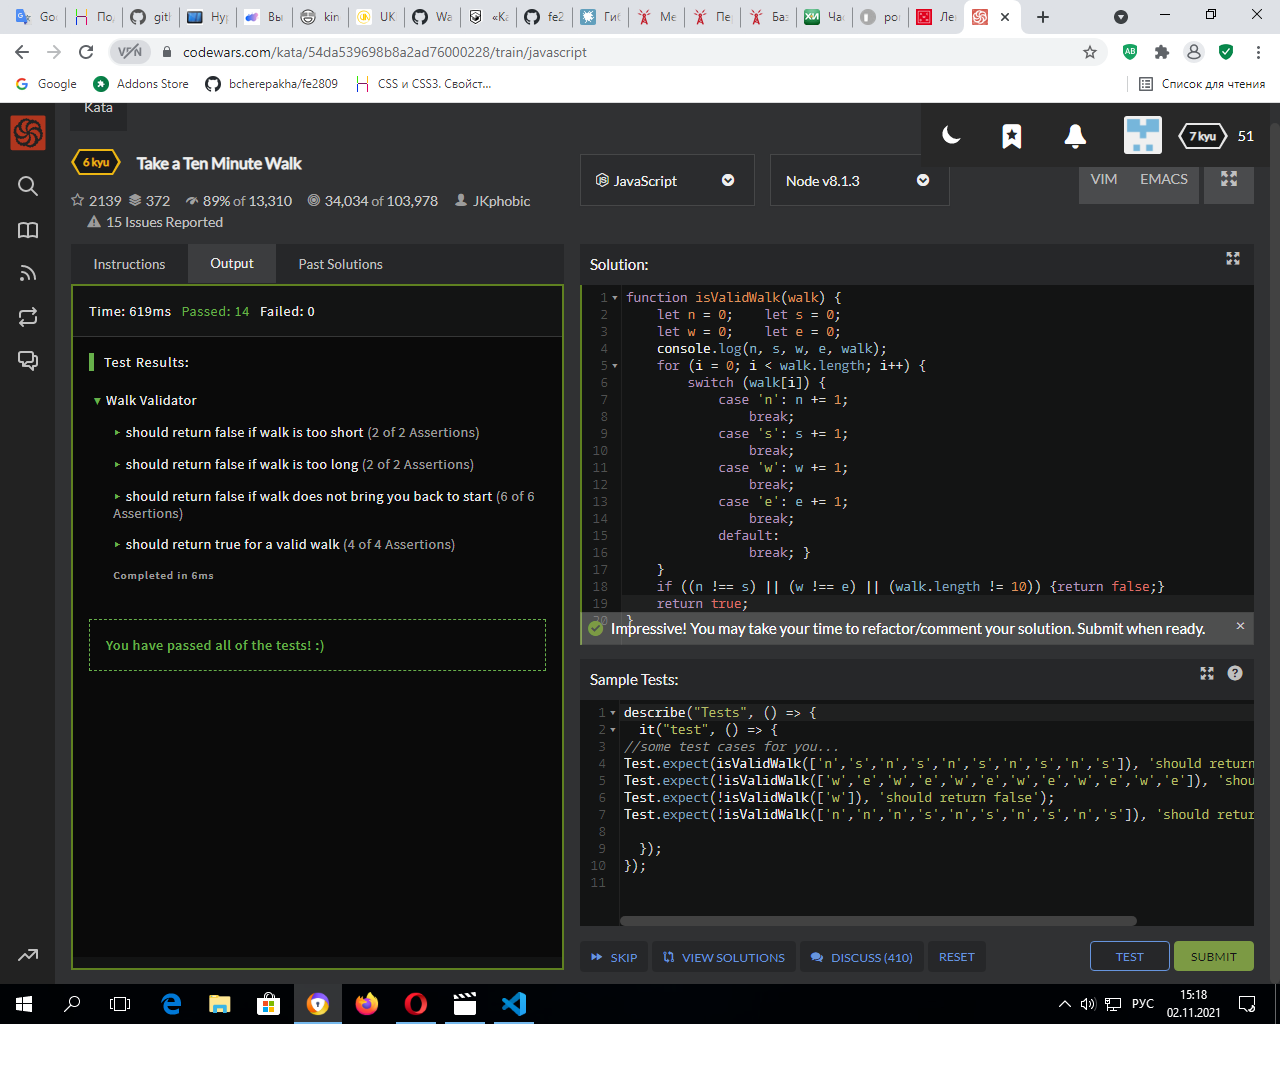 Goo
По,
git
Hyp
Вы
kin
UK
Wa
«Ка
fe2
Гиб
Ме
Пе
Баз
Час
por
Ле
VPN
codewars.com/kata/54da539698b8a2ad76000228/train/javascript
Google
Addons Store
bcherepakha/fe2809
CSS и CSS3. Свойст...
Список для чтения
Kata
7 kyu 51
6 kyu Take a Ten Minute Walk
2139 372 89% of 13,310 34,034 of 103,978 JKphobic
15 Issues Reported
JavaScript
Node v8.1.3
VIM EMACS
Instructions Output Past Solutions
Time: 619ms Passed: 14 Failed: 0
Test Results:
Walk Validator
should return false if walk is too short (2 of 2 Assertions)
should return false if walk is too long (2 of 2 Assertions)
should return false if walk does not bring you back to start (6 of 6
Assertions)
should return true for a valid walk (4 of 4 Assertions)
Completed in 6ms
You have passed all of the tests! :)
Solution:
1 function isValidWalk(walk) {
2 let n = 0; let s = 0;
3 let w = 0; let e = 0;
4 console.log(n, s, w, e, walk);
5 for (i = 0; i < walk.length; i++) {
6 switch (walk[i]) {
7 case 'n': n += 1;
8 break;
9 case 's': s += 1;
10 break;
11 case 'w': w += 1;
12 break;
13 case 'e': e += 1;
14 break;
15 default:
16 break; }
17 }
18 if ((n !== s) || (w !== e) || (walk.length != 10)) {return false;}
19 return true;
20 }
Impressive! You may take your time to refactor/comment your solution. Submit when ready. ×
Sample Tests:
1 describe("Tests", () => {
2 it("test", () => {
3 //some test cases for you...
4 Test.expect(isValidWalk(['n','s','n','s','n','s','n','s','n','s']), 'should return
5 Test.expect(!isValidWalk(['w','e','w','e','w','e','w','e','w','e','w','e']), 'shou
6 Test.expect(!isValidWalk(['w']), 'should return false');
7 Test.expect(!isValidWalk(['n','n','n','s','n','s','n','s','n','s']), 'should retur
8
9 });
10 });
11
SKIP VIEW SOLUTIONS DISCUSS (410) RESET TEST SUBMIT
РУС
15:18
02.11.2021